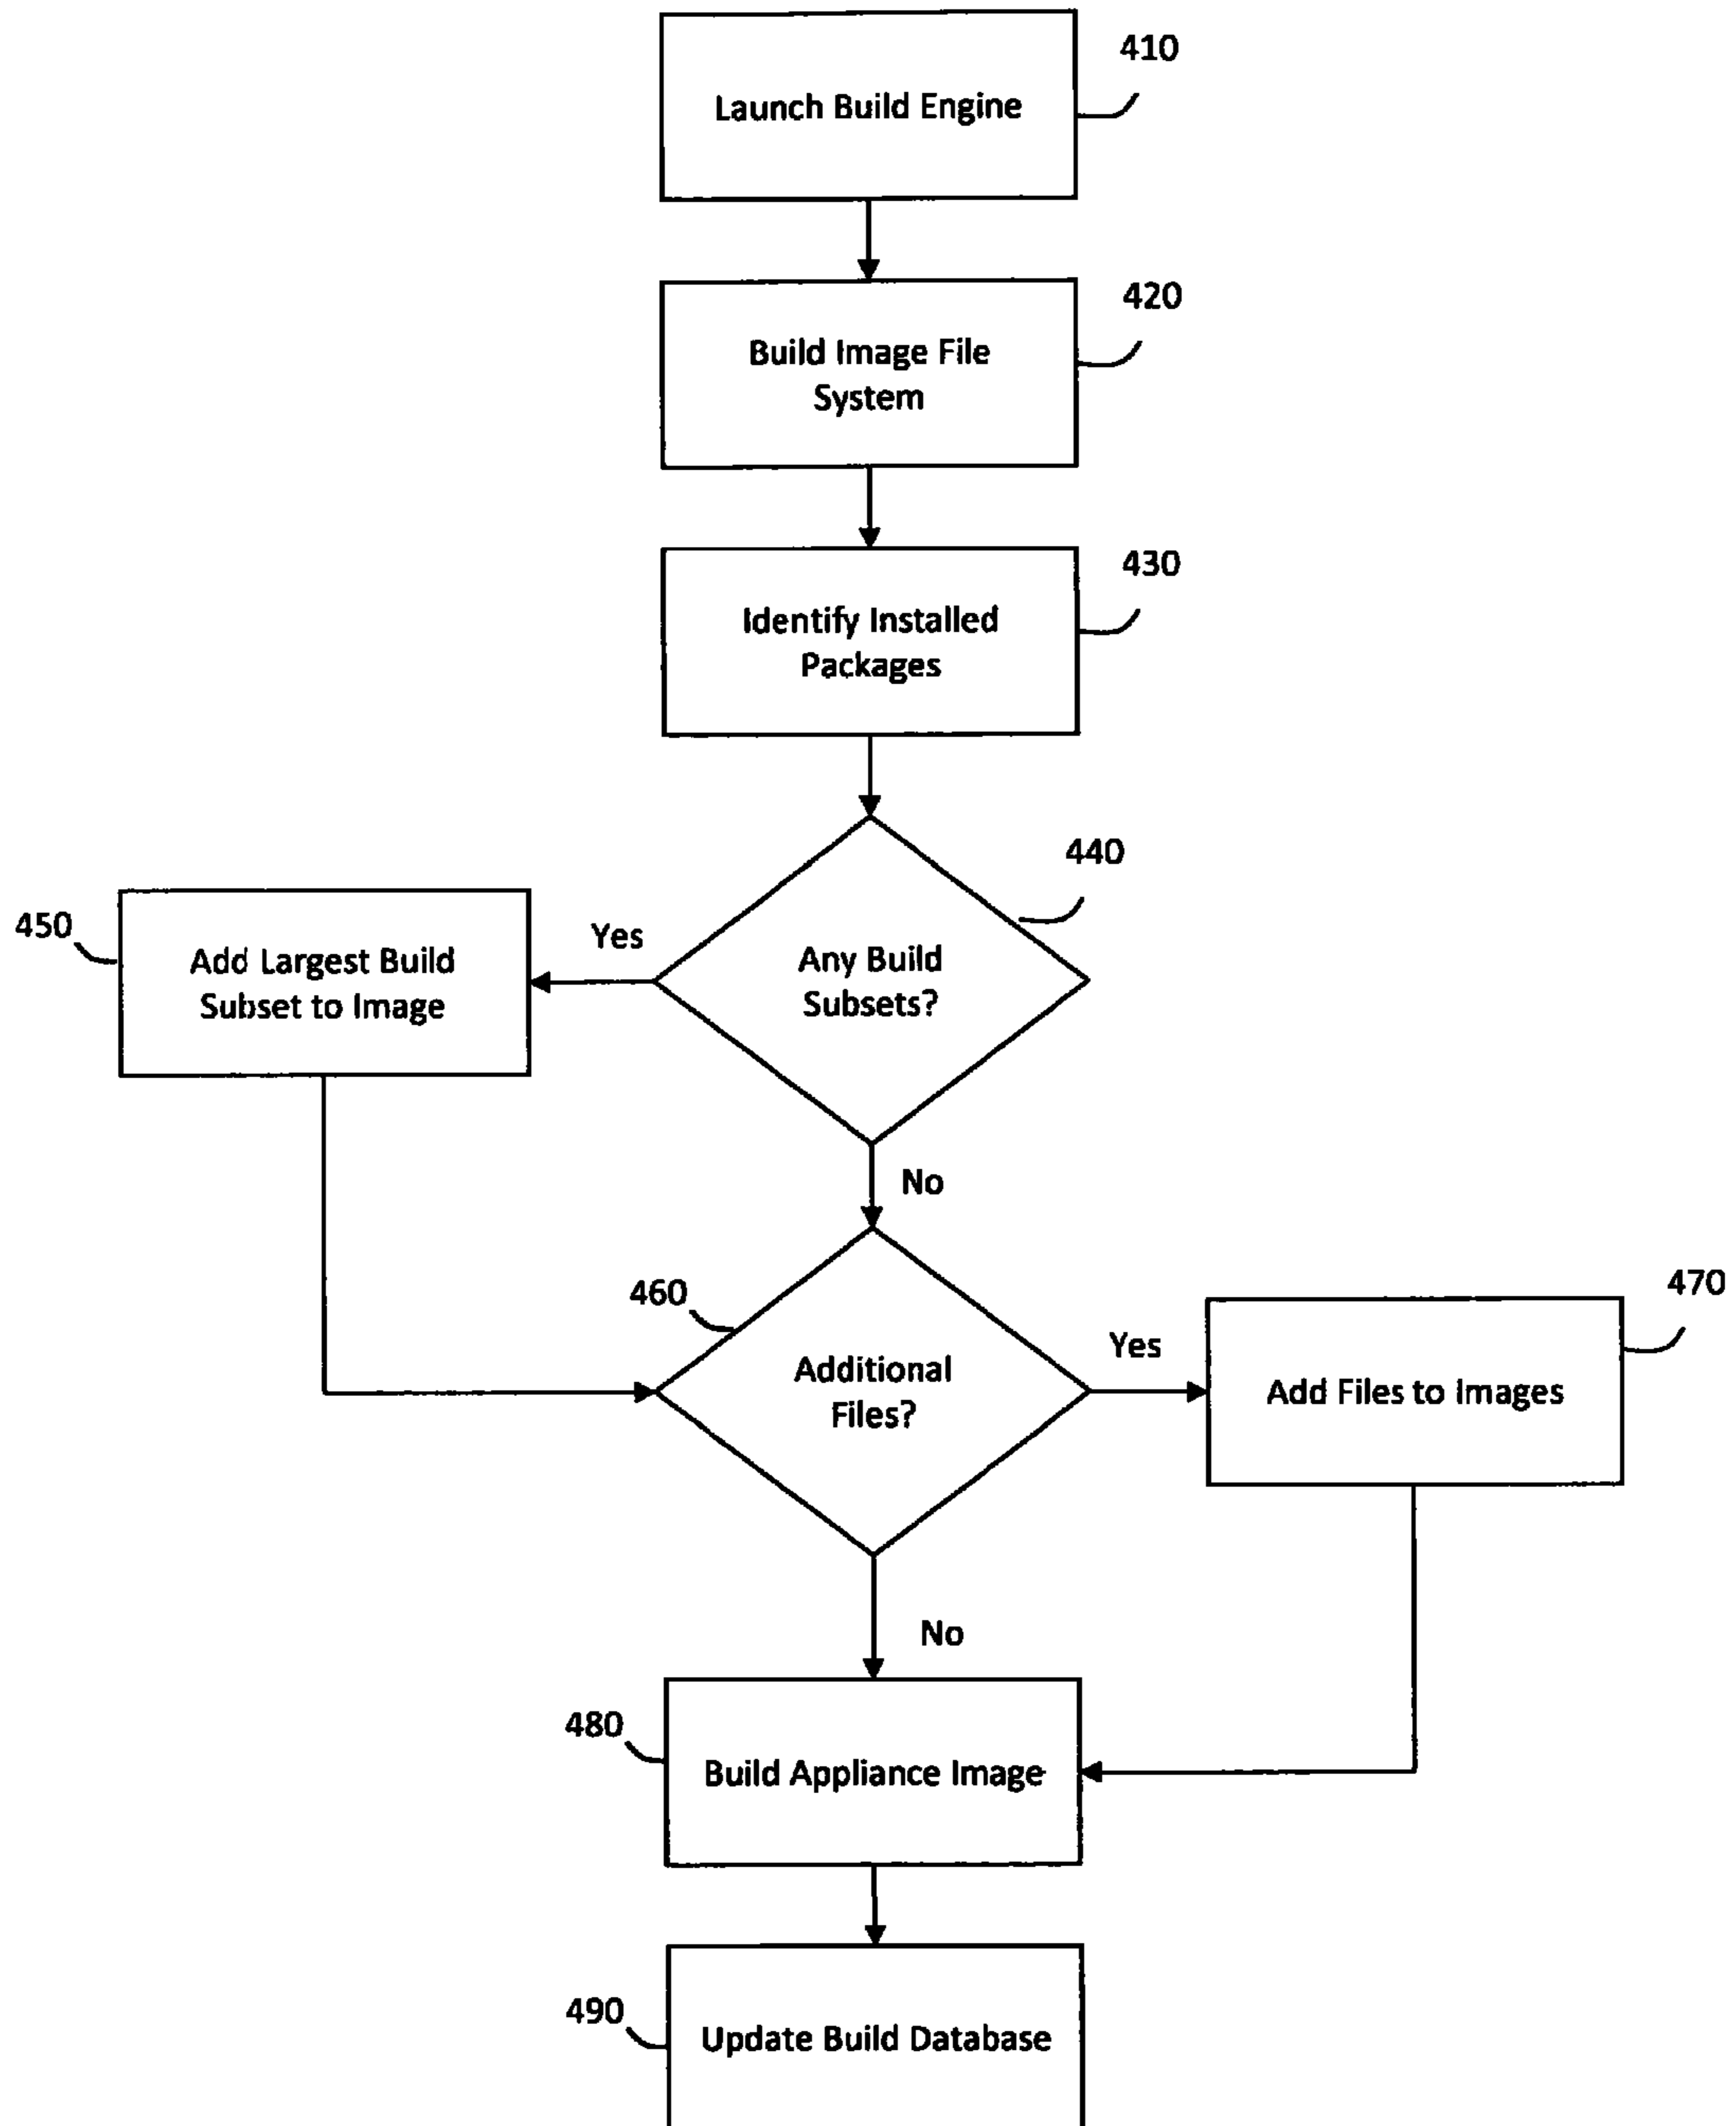 410
Launch Build Engine
420
Build Image File
System
430
Identify Installed
Packages
440
450
Yes
Any Build
Subsets?
Add Largest Build
Subset to Image
No
460
470
Yes
Additional
Files?
Add Files to Images
No
480
Build Appliance Image
490
Update Build Database